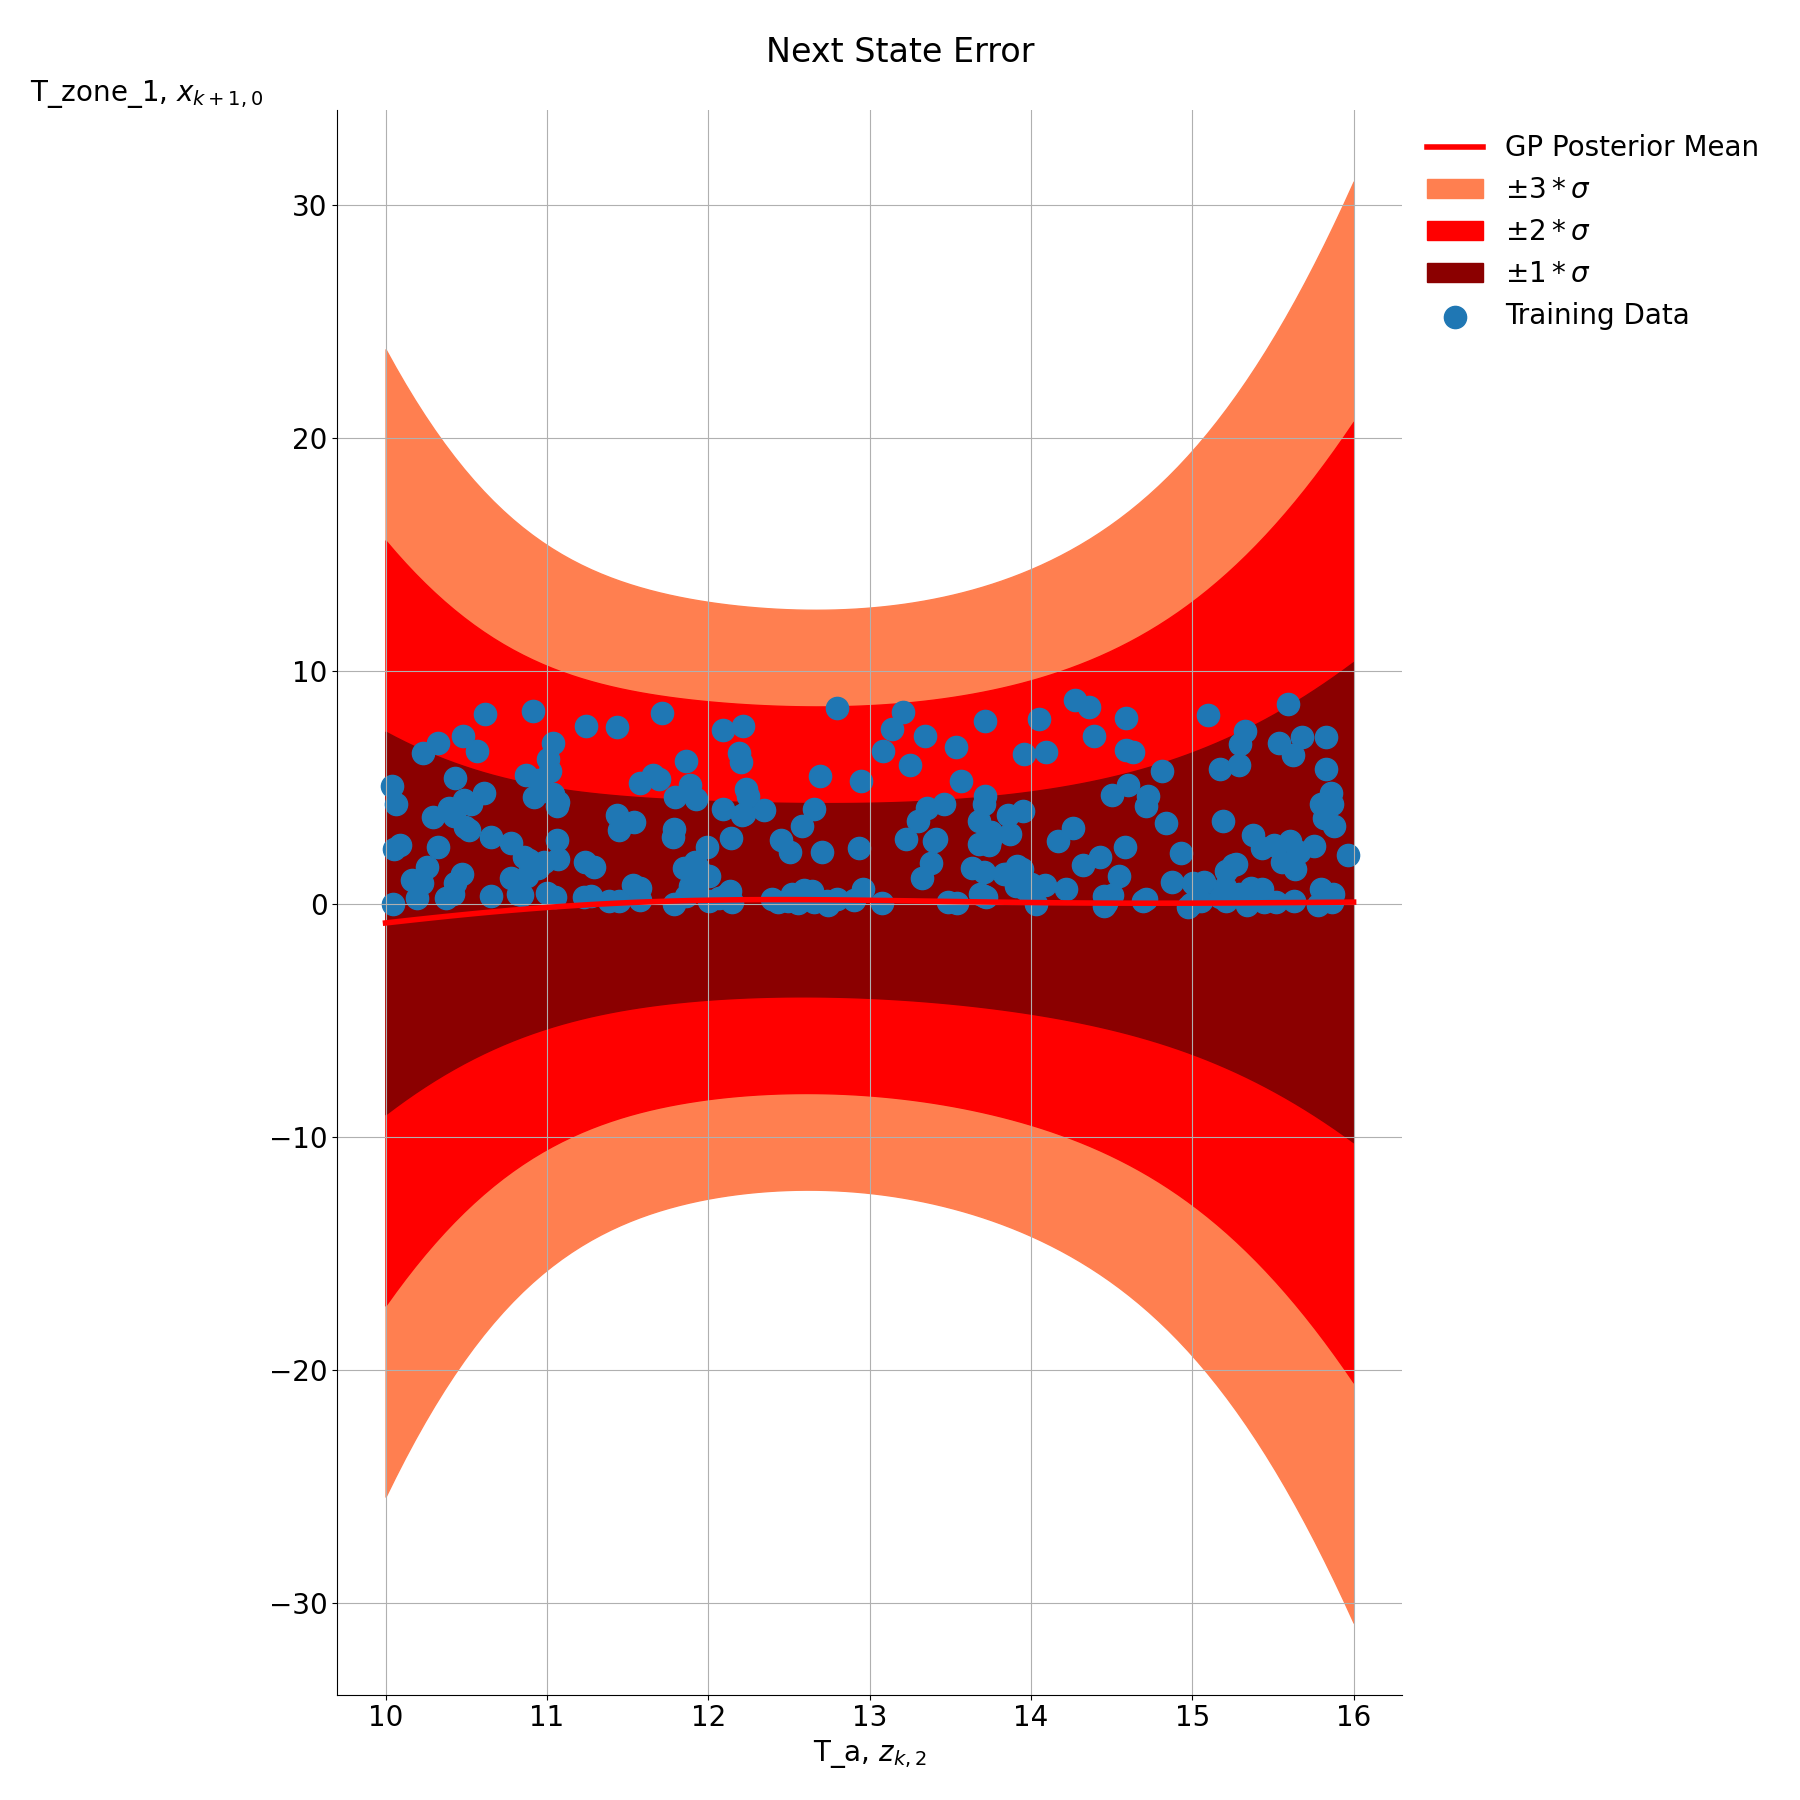 Next State Error
T_zone_1, x_{k+1,0}
GP Posterior Mean
±3 * σ
±2 * σ
±1 * σ
Training Data
30
20
10
0
−10
−20
−30
10 11 12 13 14 15 16
T_a, z_{k,2}